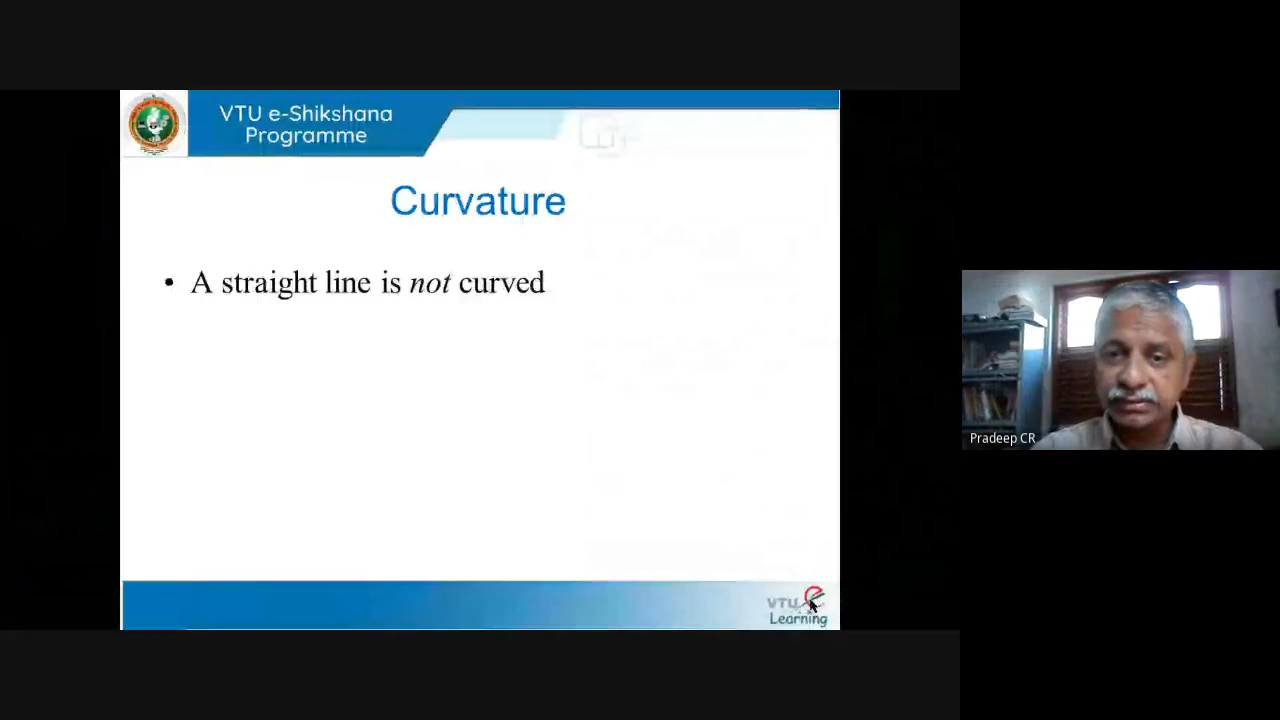 VTU e-Shikshana
Programme
Curvature
• A straight line is not curved
Pradeep CR
VTU e
Learning